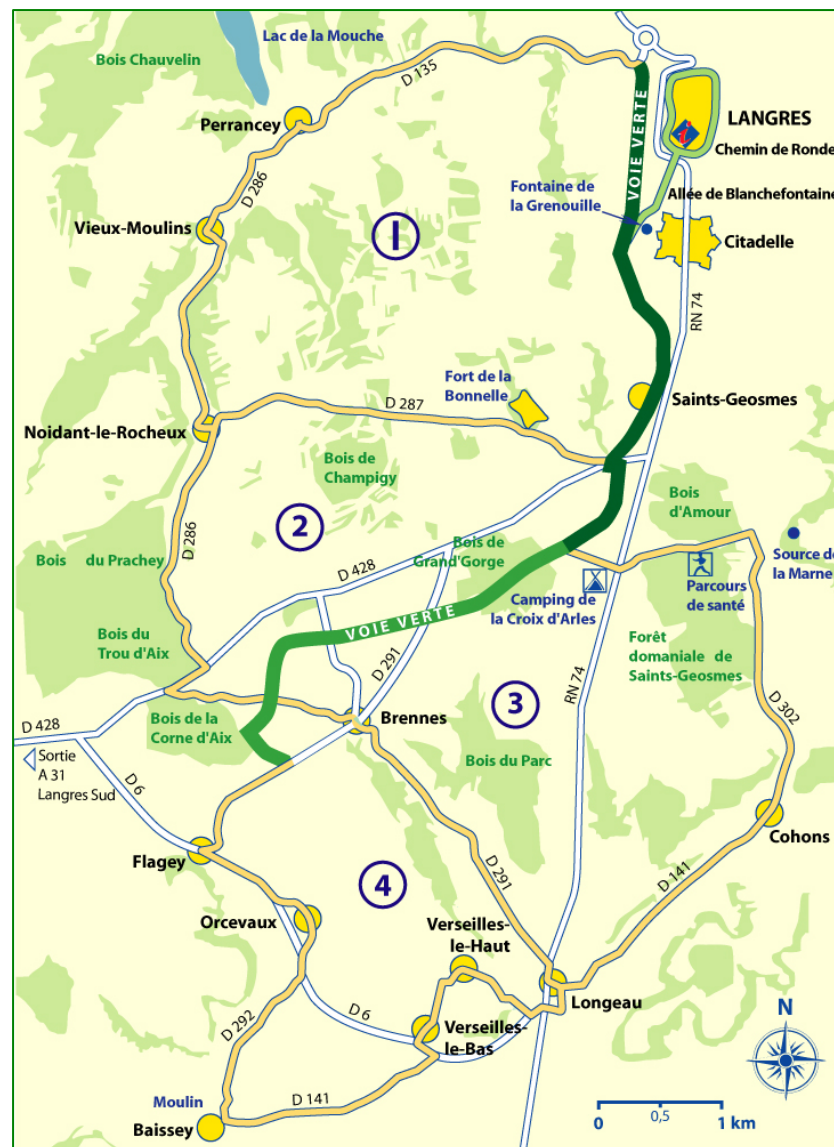 Lac de la Mouche
Bois Chauvelin
D 135
Perrancey
LANGRES
i
Chemin de Ronde
VOIE VERTE
D 286
Fontaine de
la Grenouille
Allée de Blanchefontaine
Vieux-Moulins
1
Citadelle
RN 74
Fort de la
Bonnelle
Saints-Geosmes
D 287
Noidant-le-Rocheux
Bois de
Champigy
Bois
d'Amour
2
D 286
Bois du Prachey
Bois de
Grand'Gorge
Source de
la Marne
D 428
Camping de
la Croix d'Arles
Parcours
de santé
VOIE VERTE
Bois du
Trou d'Aix
Forêt
domaniale de
Saints-Geosmes
D 291
RN 74
3
D 302
Bois de la
Corne d'Aix
Brennes
D 428
Sortie
A 31
Langres Sud
D 6
Bois du Parc
Cohons
Flagey
D 291
D 141
4
Orcevaux
Verseilles-
le-Haut
Longeau
D 6
N
Verseilles-
le-Bas
D 292
Moulin
D 141
Baissey
0 0,5 1 km